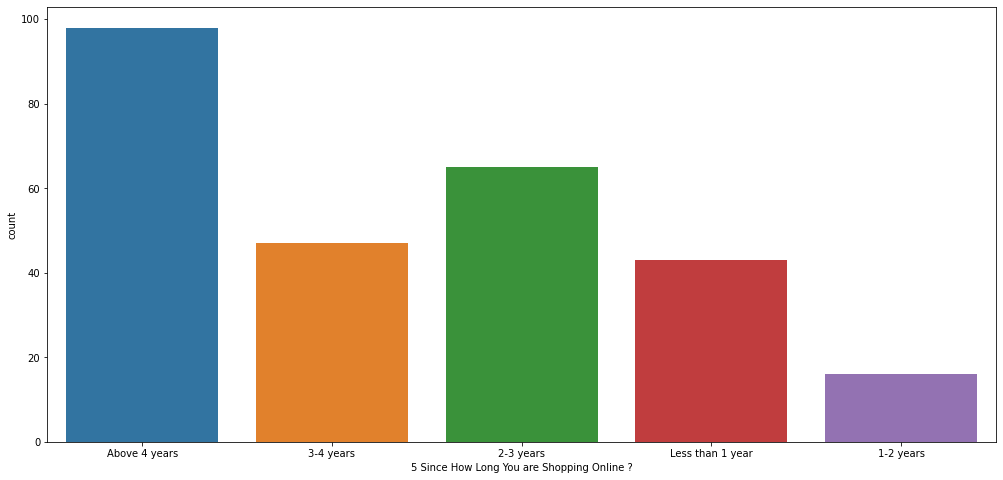 100
80
60
40
20
0
count
Above 4 years
3-4 years
2-3 years
Less than 1 year
1-2 years
5 Since How Long You are Shopping Online ?